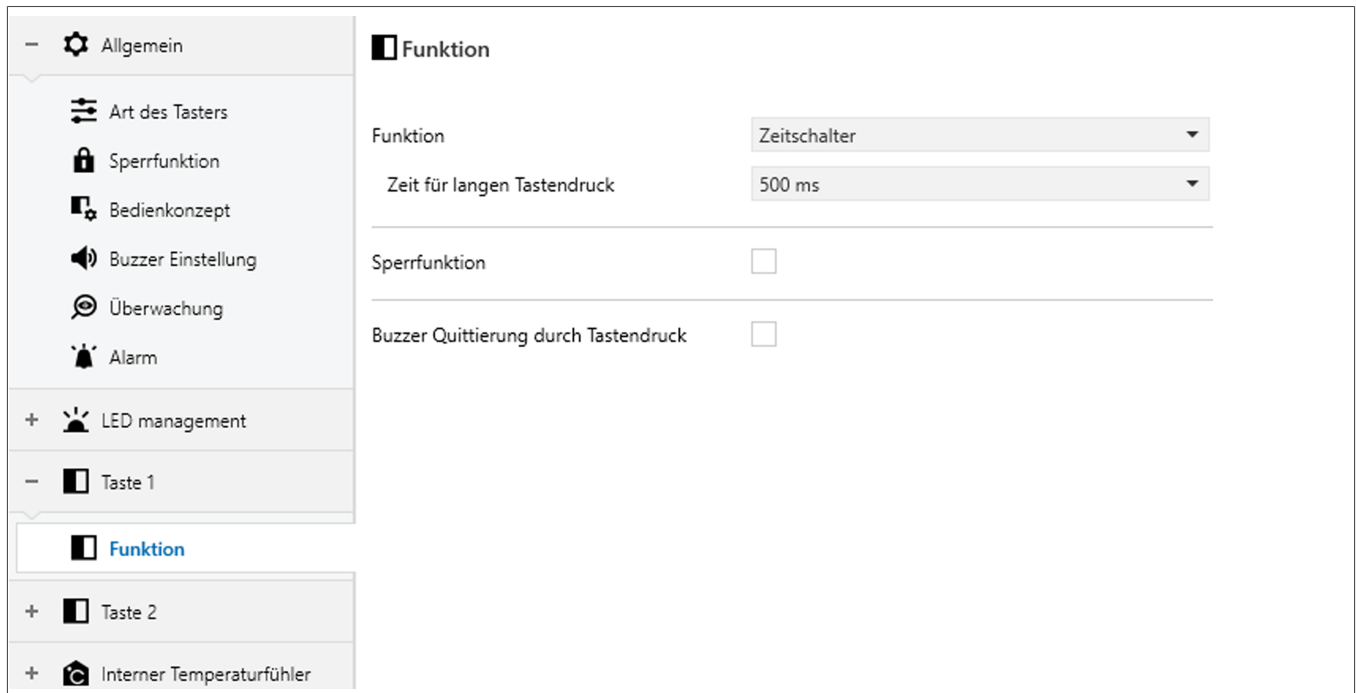 Allgemein
Art des Tasters
Sperrfunktion
Bedienkonzept
Buzzer Einstellung
Überwachung
Alarm
LED management
Taste 1
Funktion
Taste 2
Interner Temperaturfühler
Funktion
Funktion Zeitschalter
Zeit für langen Tastendruck 500 ms
Sperrfunktion
Buzzer Quittierung durch Tastendruck